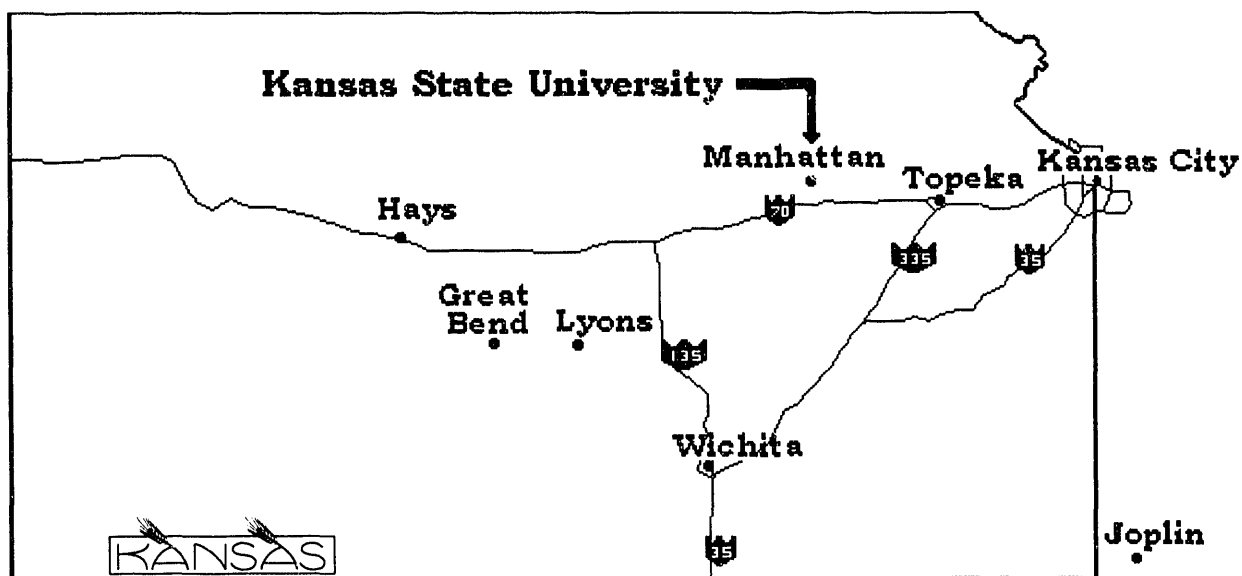 Kansas State University
Manhattan
Kansas City
Topeka
Hays
70
335
35
Great
Bend
Lyons
135
Wichita
35
Joplin
KANSAS